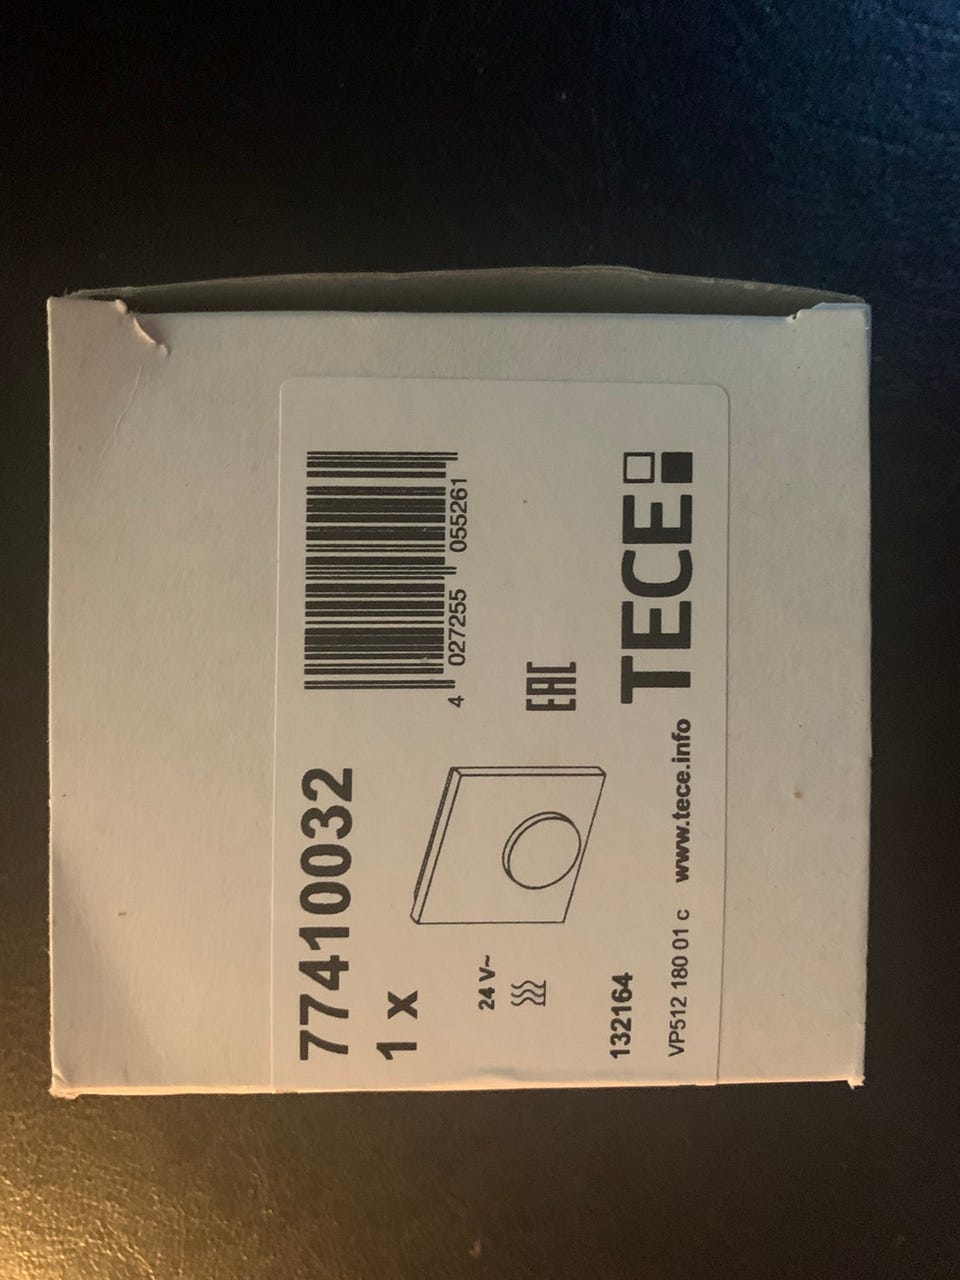 77410032
1 x
4 027255 055261
24 V~
EAC
132164
VP512 180 01 c www.tece.info
TECE